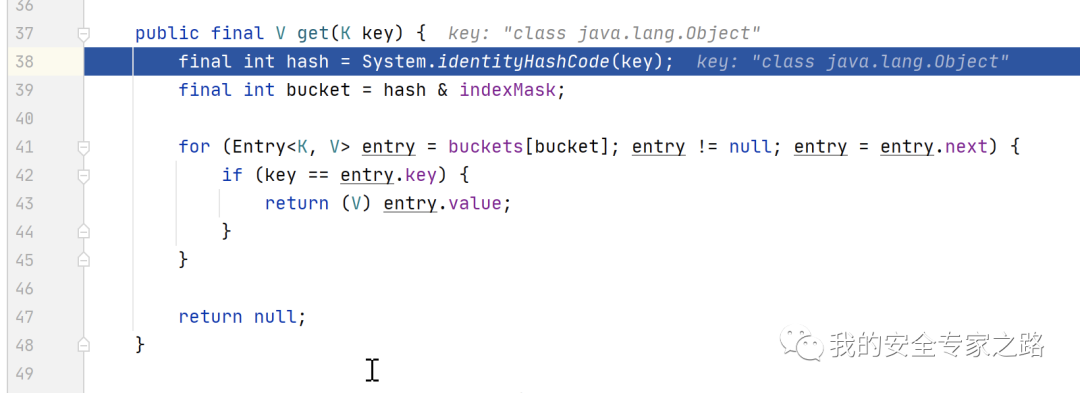 36
37 public final V get(K key) { key: "class java.lang.Object"
38 final int hash = System.identityHashCode(key); key: "class java.lang.Object"
39 final int bucket = hash & indexMask;
40
41 for (Entry<K, V> entry = buckets[bucket]; entry != null; entry = entry.next) {
42 if (key == entry.key) {
43 return (V) entry.value;
44 }
45 }
46
47 return null;
48 }
49
我的安全专家之路